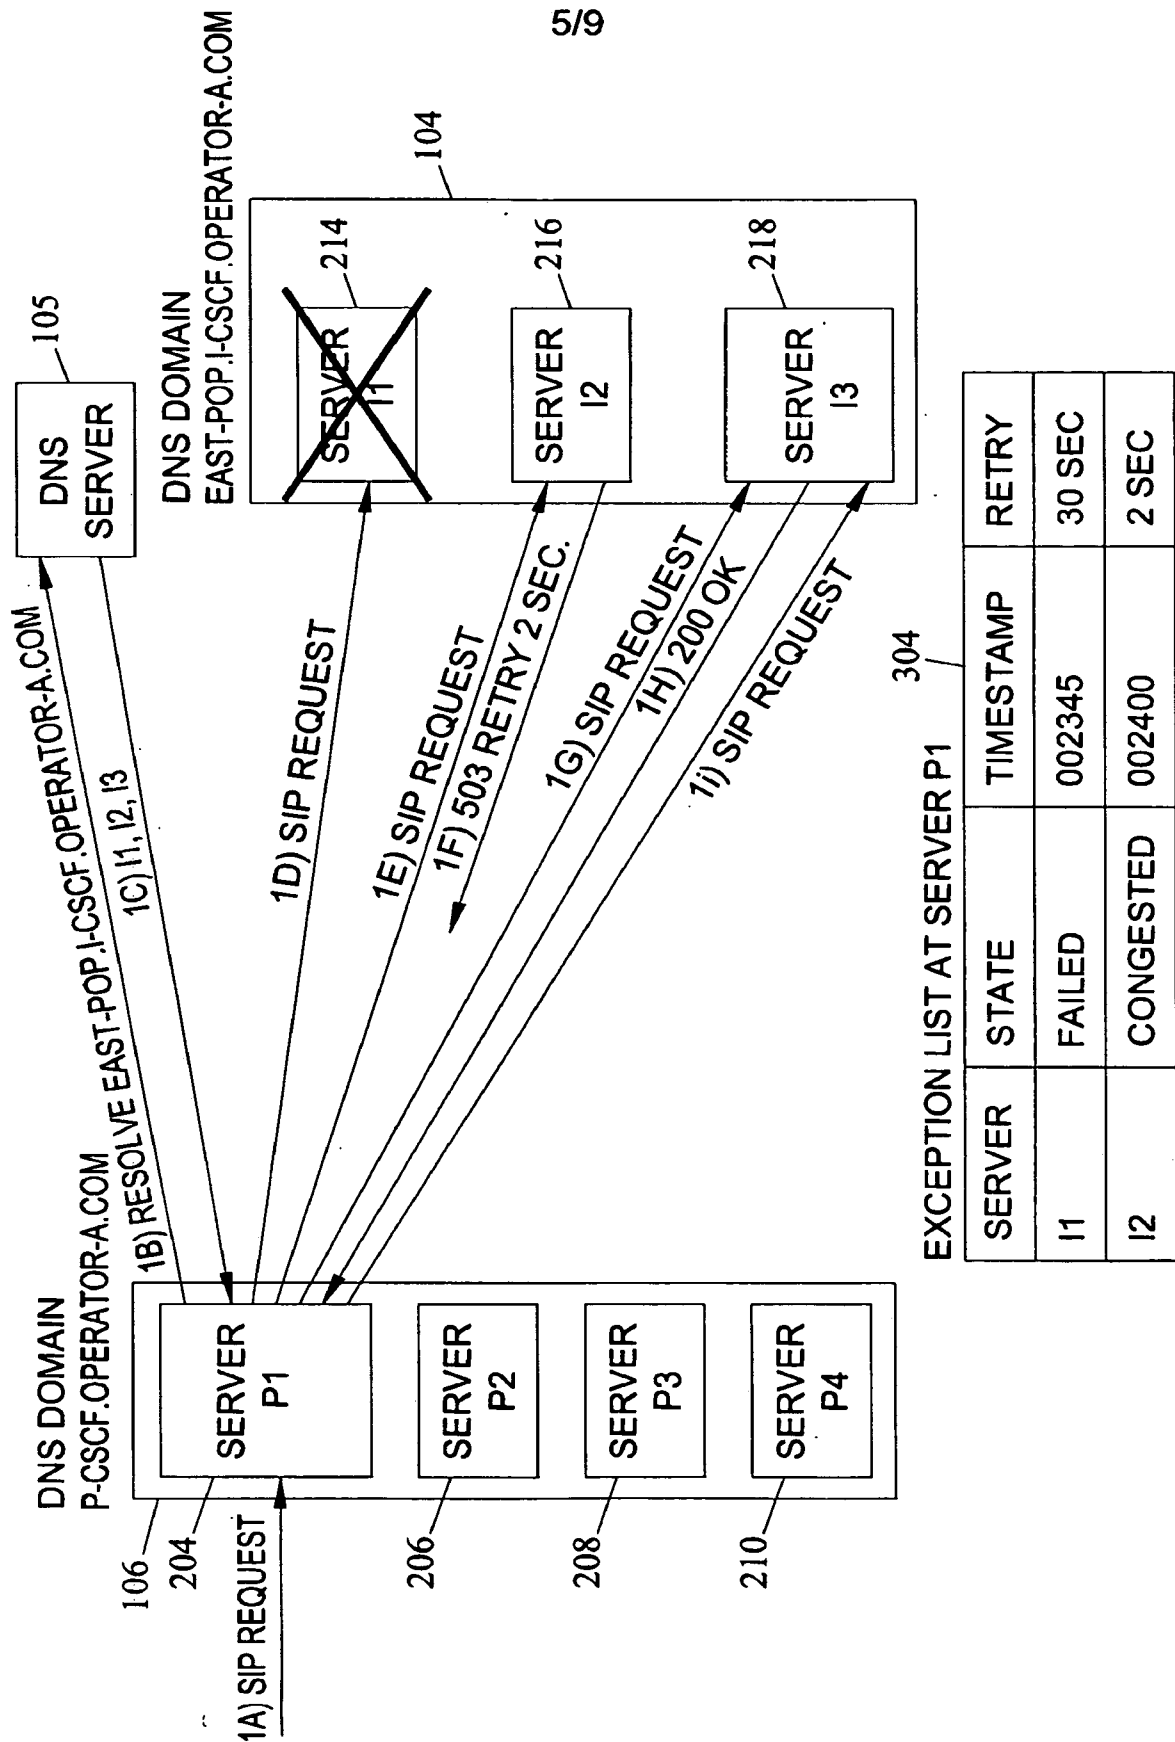 5/9
DNS DOMAIN
P-CSCF.OPERATOR-A.COM
106
204
1A) SIP REQUEST
SERVER
P1
206
SERVER
P2
208
SERVER
P3
210
SERVER
P4
1B) RESOLVE EAST-POP.I-CSCF.OPERATOR-A.COM
1C) I1, I2, I3
DNS
SERVER
105
1D) SIP REQUEST
1E) SIP REQUEST
1F) 503 RETRY 2 SEC.
1G) SIP REQUEST
1H) 200 OK
1i) SIP REQUEST
DNS DOMAIN
EAST-POP.I-CSCF.OPERATOR-A.COM
104
SERVER
I1
214
SERVER
I2
216
SERVER
I3
218
EXCEPTION LIST AT SERVER P1
304
SERVER STATE TIMESTAMP RETRY
I1 FAILED 002345 30 SEC
I2 CONGESTED 002400 2 SEC